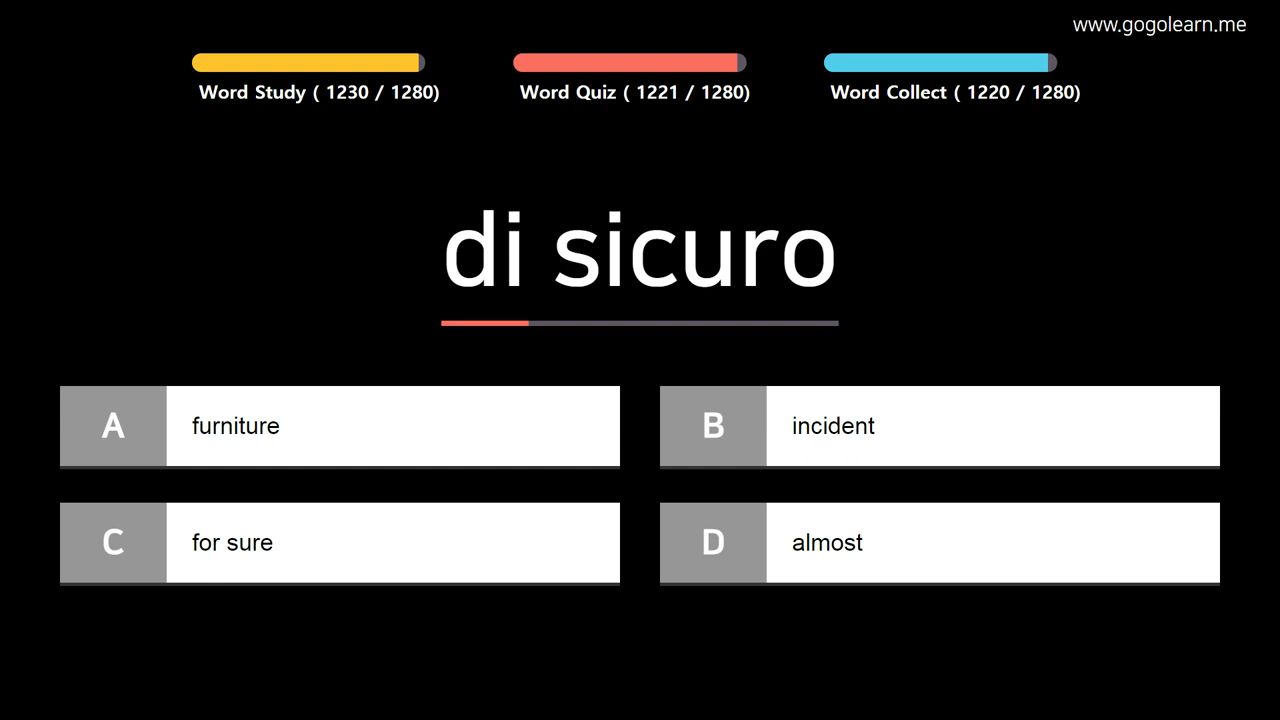 www.gogolearn.me
Word Study ( 1230 / 1280)
Word Quiz ( 1221 / 1280)
Word Collect ( 1220 / 1280)
di sicuro
A furniture
B incident
C for sure
D almost